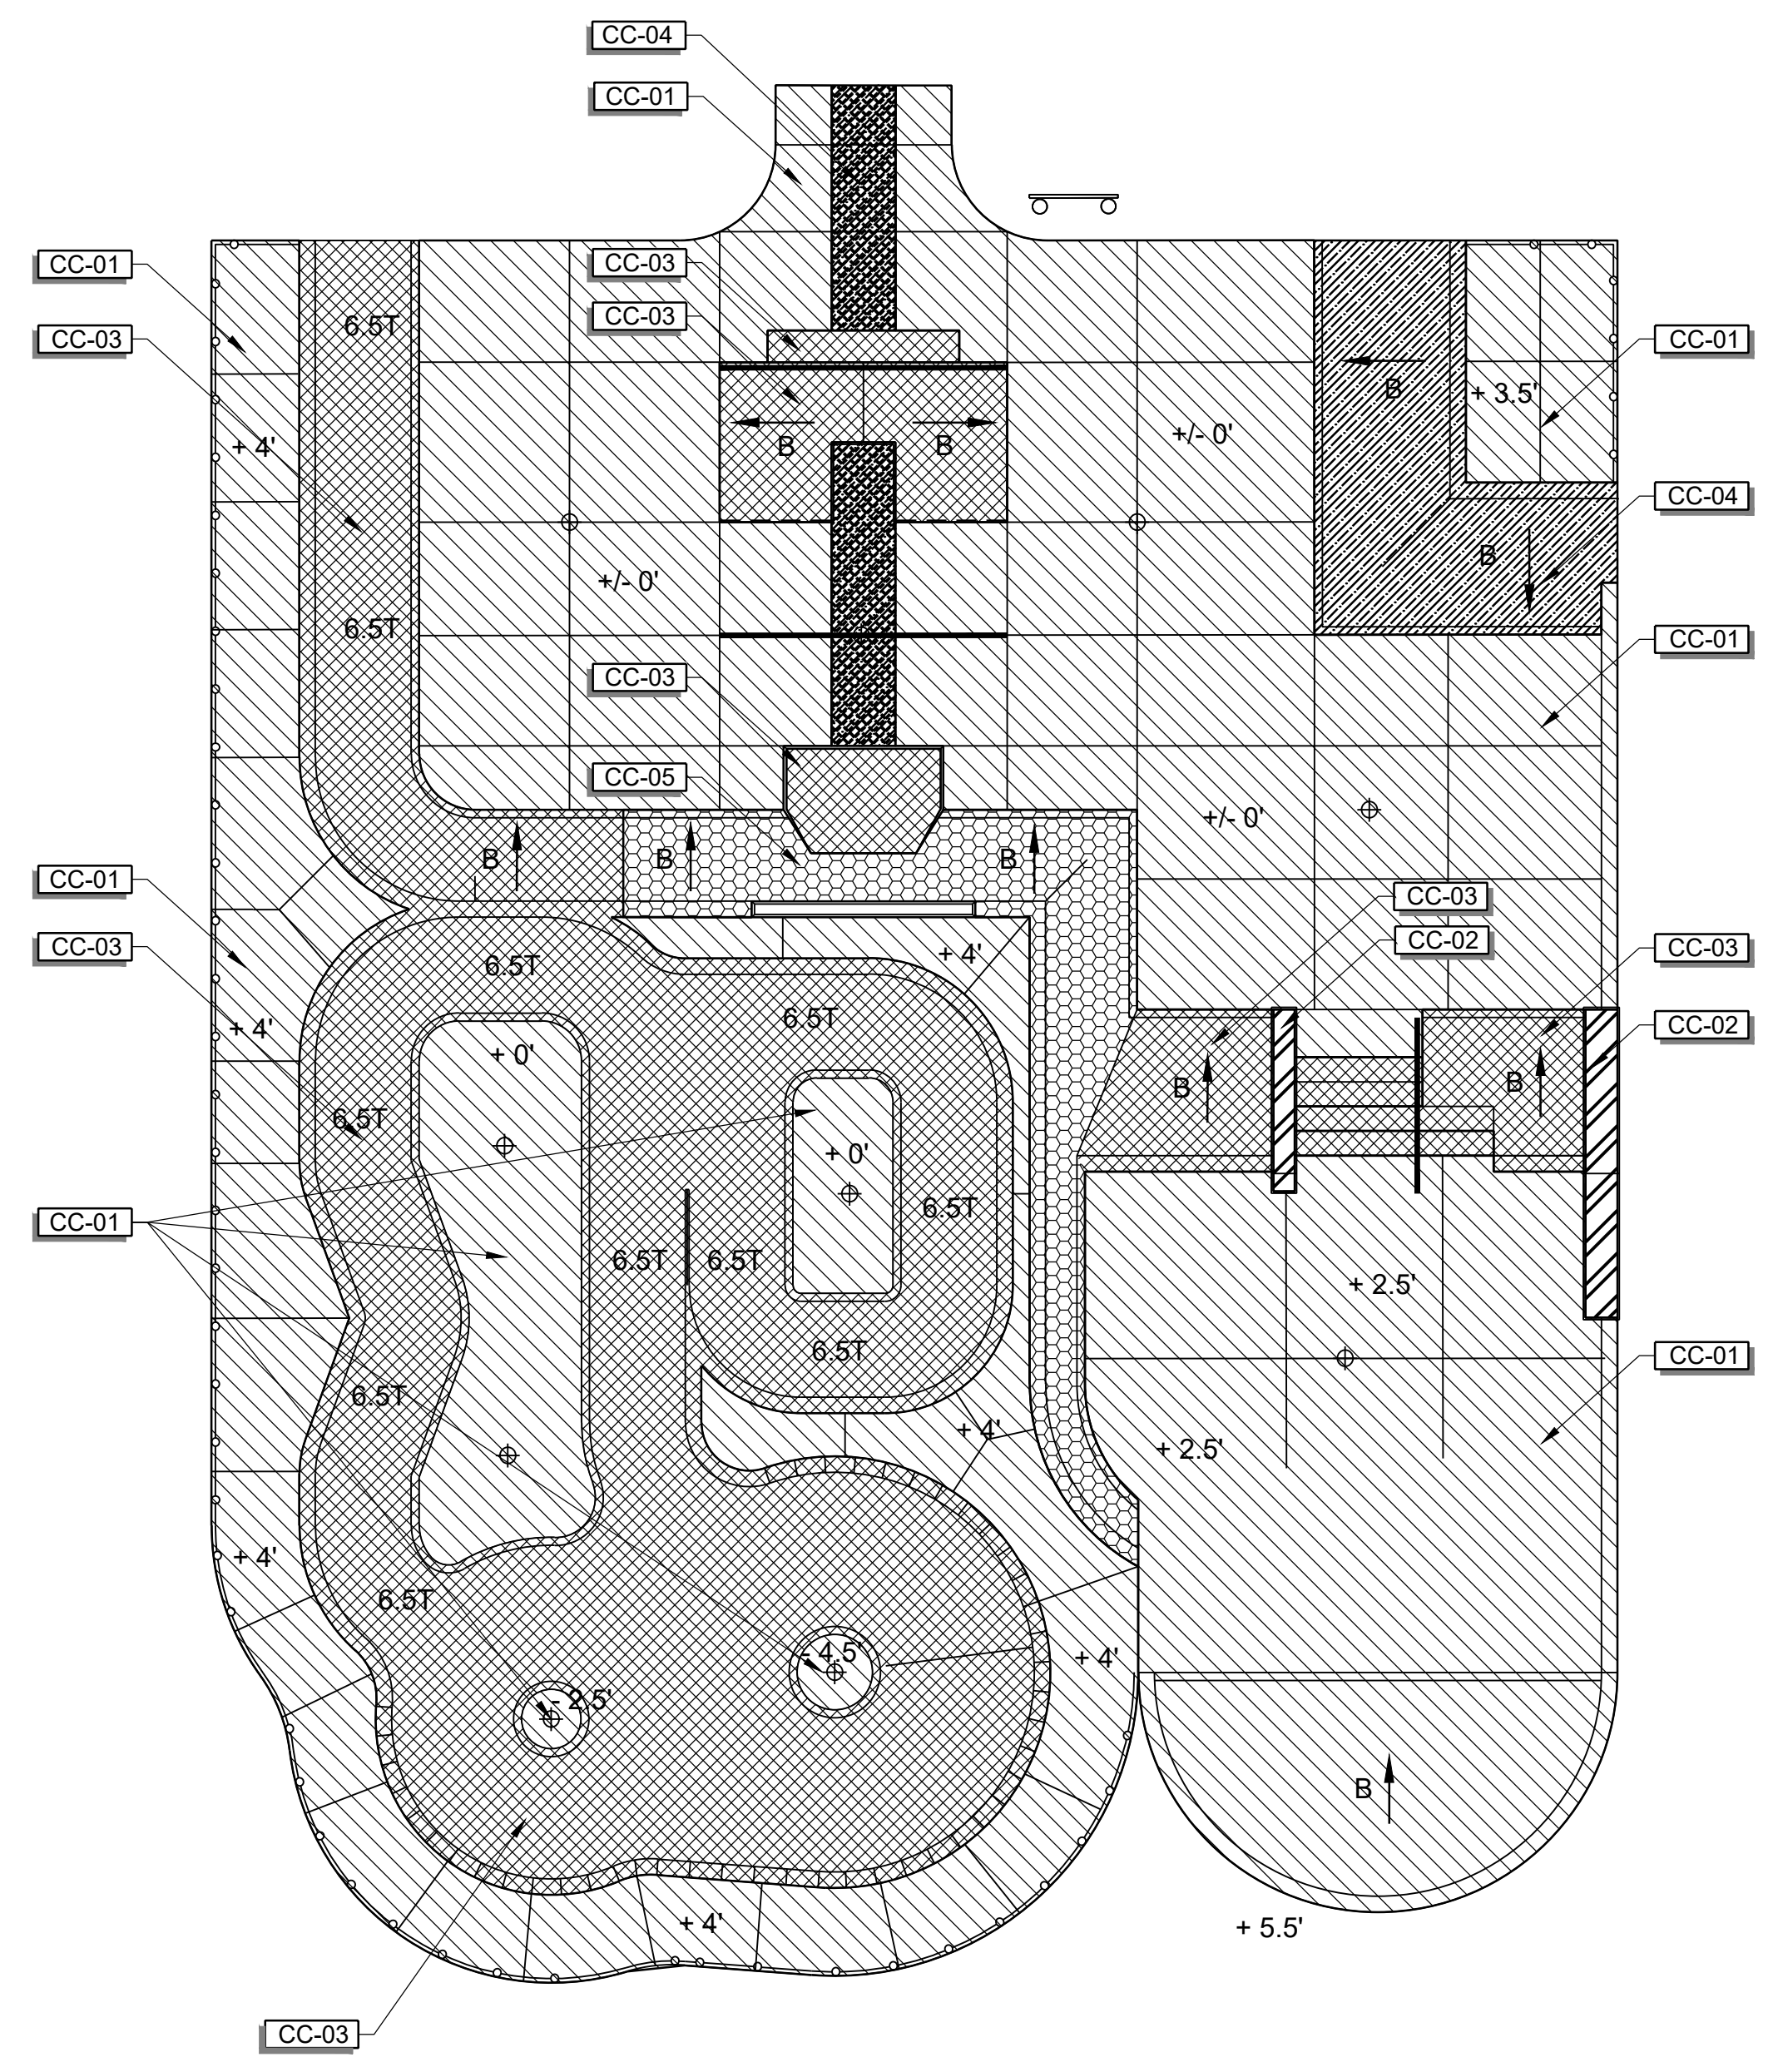 CC-04
CC-01
CC-01
CC-03
CC-03
CC-03
6.5T
CC-01
B
+ 3.5'
+ 4'
B
B
+/- 0'
CC-04
B
+/- 0'
6.5T
CC-01
CC-03
CC-05
+/- 0'
B
B
B
CC-01
CC-03
CC-02
CC-03
CC-03
+ 4'
6.5T
6.5T
+ 4'
CC-02
+ 0'
B
B
6.5T
+ 0'
6.5T
CC-01
6.5T
6.5T
+ 2.5'
6.5T
CC-01
6.5T
+ 4'
+ 2.5'
+ 4'
6.5T
- 4.5'
+ 4'
- 2.5'
B
+ 4'
+ 5.5'
CC-03